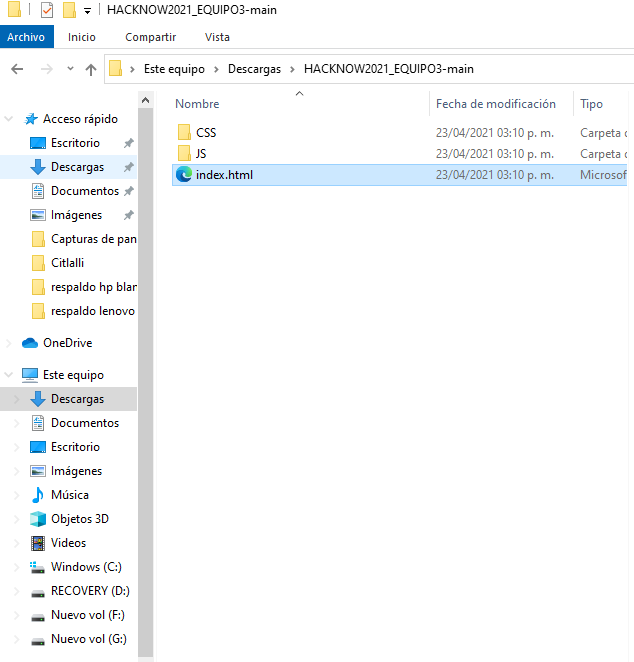 HACKNOW2021_EQUIPO3-main
Archivo Inicio Compartir Vista
Este equipo Descargas HACKNOW2021_EQUIPO3-main
Nombre Fecha de modificación Tipo
CSS 23/04/2021 03:10 p. m. Carpeta d
JS 23/04/2021 03:10 p. m. Carpeta d
index.html 23/04/2021 03:10 p. m. Microsof
Acceso rápido
Escritorio
Descargas
Documentos
Imágenes
Capturas de pan
Citlalli
respaldo hp blan
respaldo lenovo
OneDrive
Este equipo
Descargas
Documentos
Escritorio
Imágenes
Música
Objetos 3D
Videos
Windows (C:)
RECOVERY (D:)
Nuevo vol (F:)
Nuevo vol (G:)